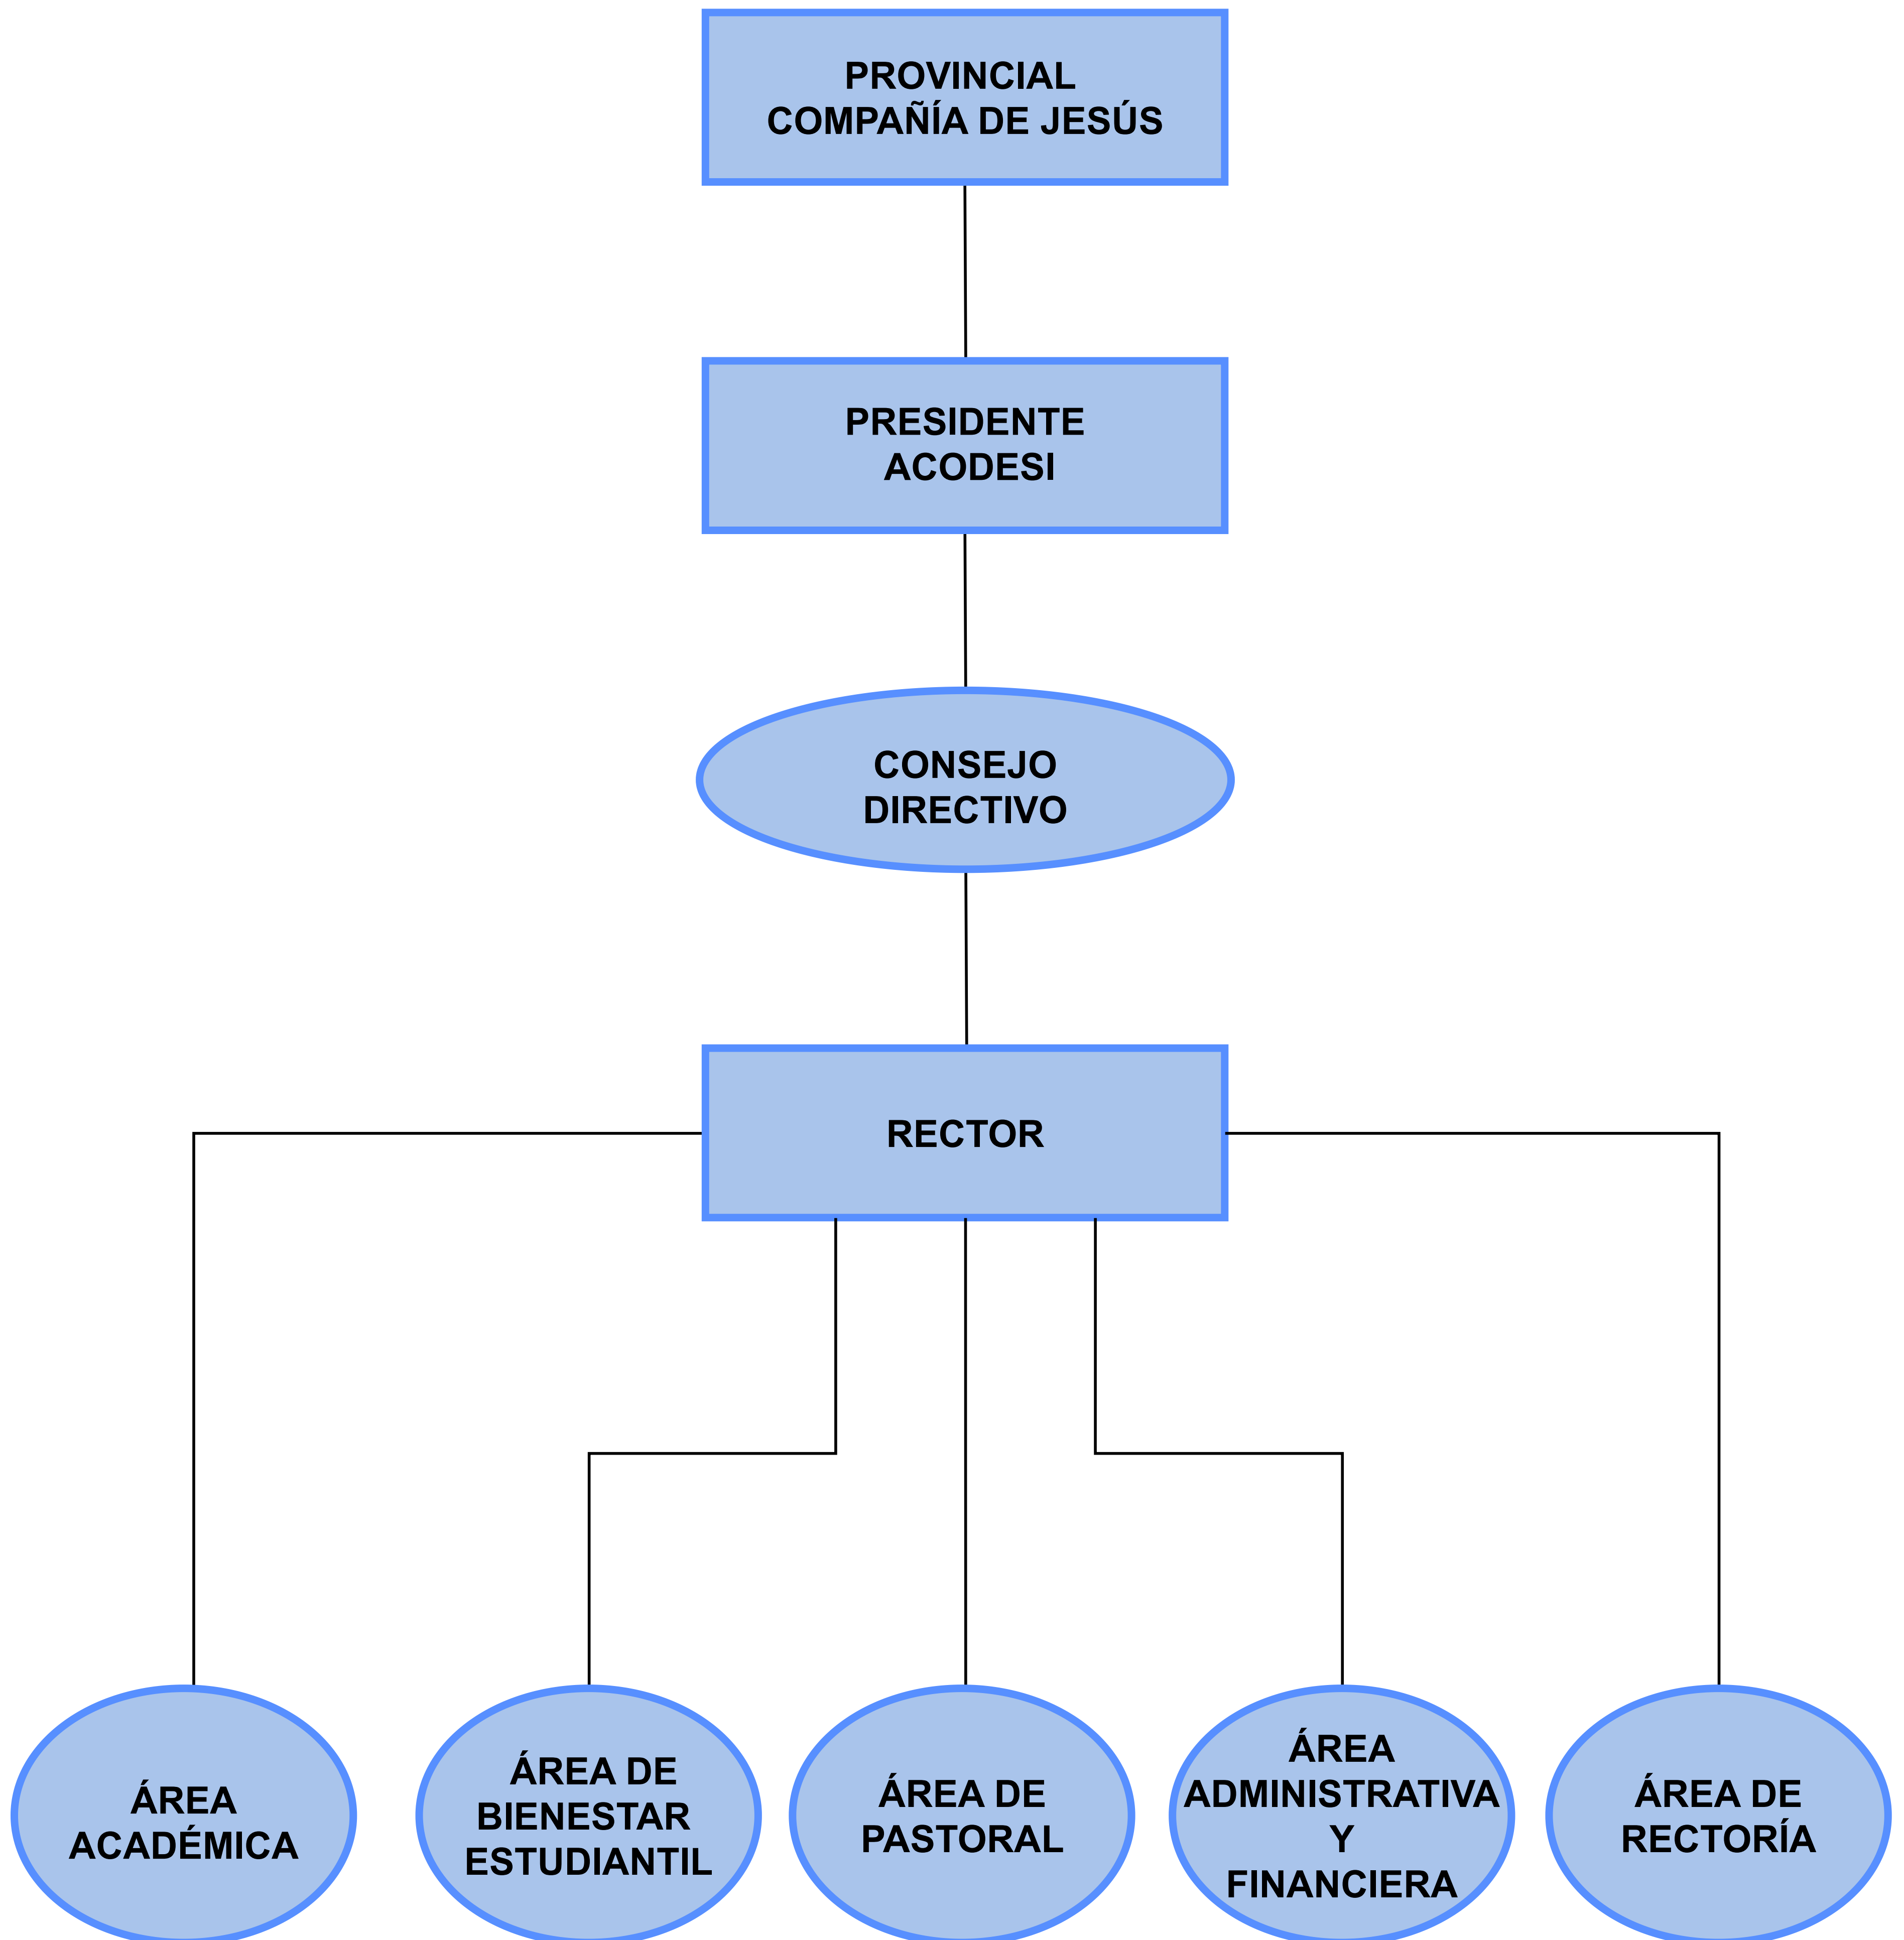 PROVINCIAL
COMPAÑÍA DE JESÚS
PRESIDENTE
ACODESI
CONSEJO
DIRECTIVO
RECTOR
ÁREA
ACADÉMICA
ÁREA DE
BIENESTAR
ESTUDIANTIL
ÁREA DE
PASTORAL
ÁREA
ADMINISTRATIVA
Y
FINANCIERA
ÁREA DE
RECTORÍA